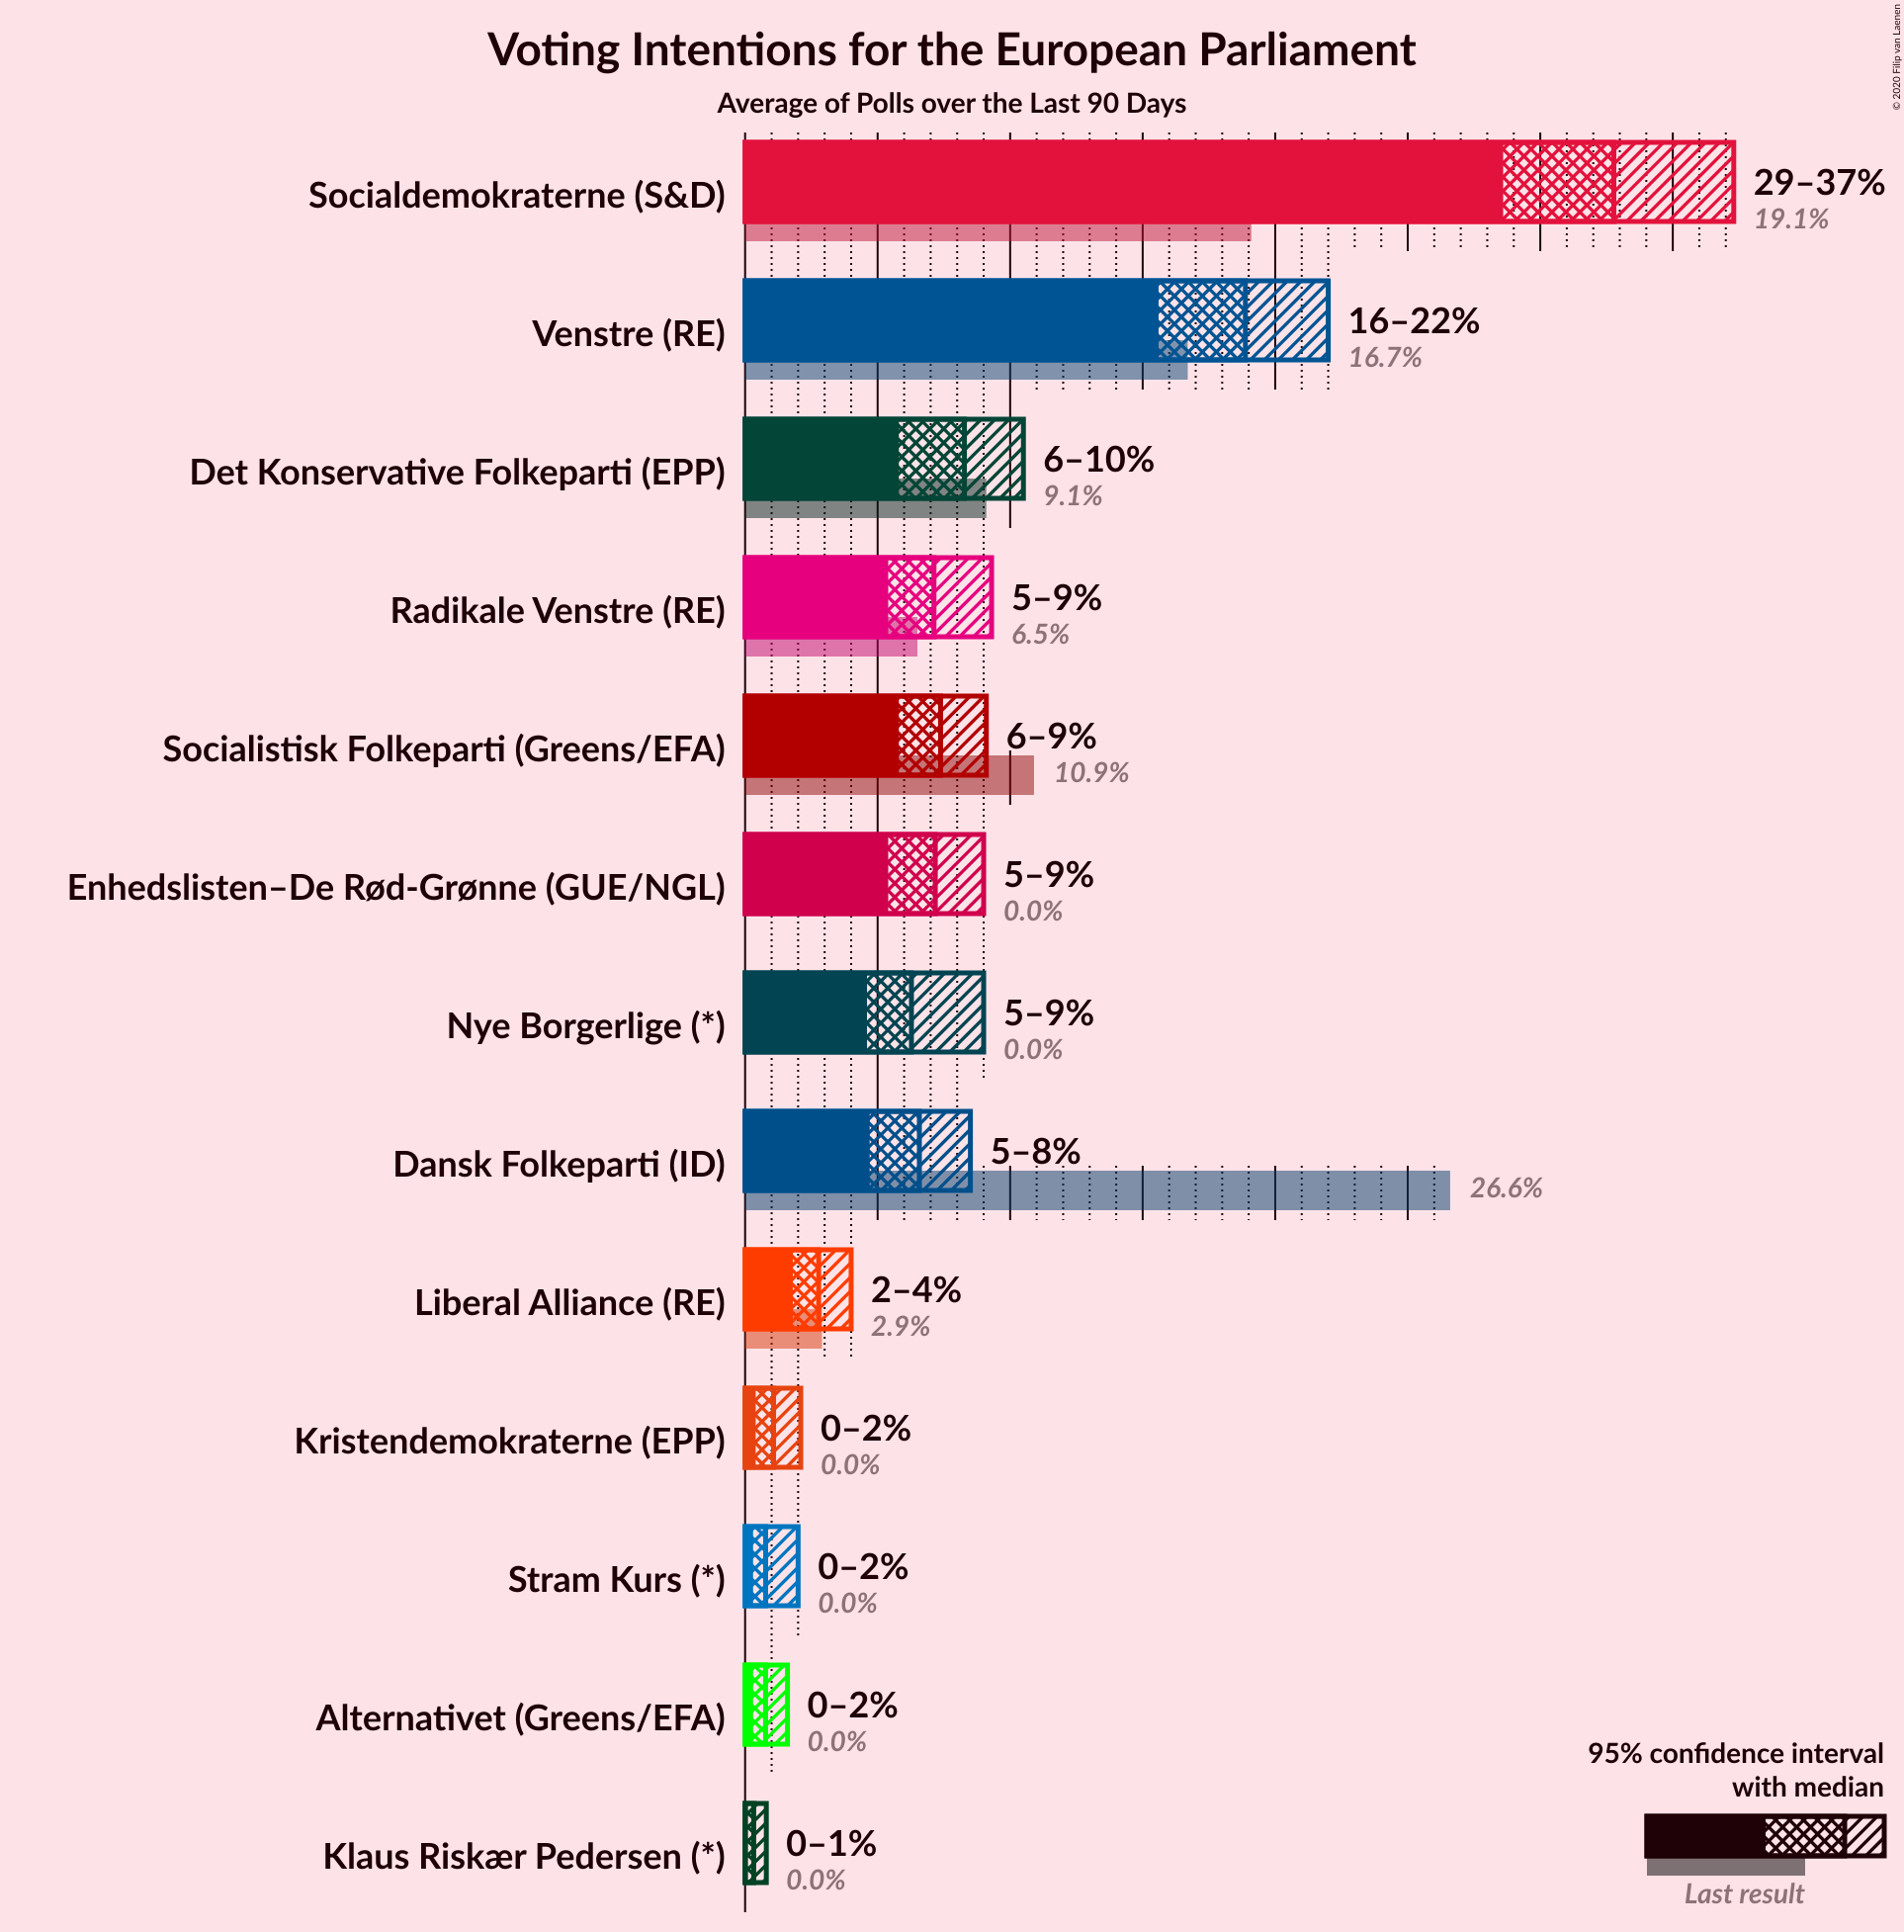 Voting Intentions for the European Parliament
Average of Polls over the Last 90 Days
© 2020 Filip van Laenen
Socialdemokraterne (S&D)
29–37%
19.1%
Venstre (RE)
16–22%
16.7%
Det Konservative Folkeparti (EPP)
6–10%
9.1%
Radikale Venstre (RE)
5–9%
6.5%
Socialistisk Folkeparti (Greens/EFA)
6–9%
10.9%
Enhedslisten–De Rød-Grønne (GUE/NGL)
5–9%
0.0%
Nye Borgerlige (*)
5–9%
0.0%
Dansk Folkeparti (ID)
5–8%
26.6%
Liberal Alliance (RE)
2–4%
2.9%
Kristendemokraterne (EPP)
0–2%
0.0%
Stram Kurs (*)
0–2%
0.0%
Alternativet (Greens/EFA)
0–2%
0.0%
Klaus Riskær Pedersen (*)
0–1%
0.0%
95% confidence interval
with median
Last result